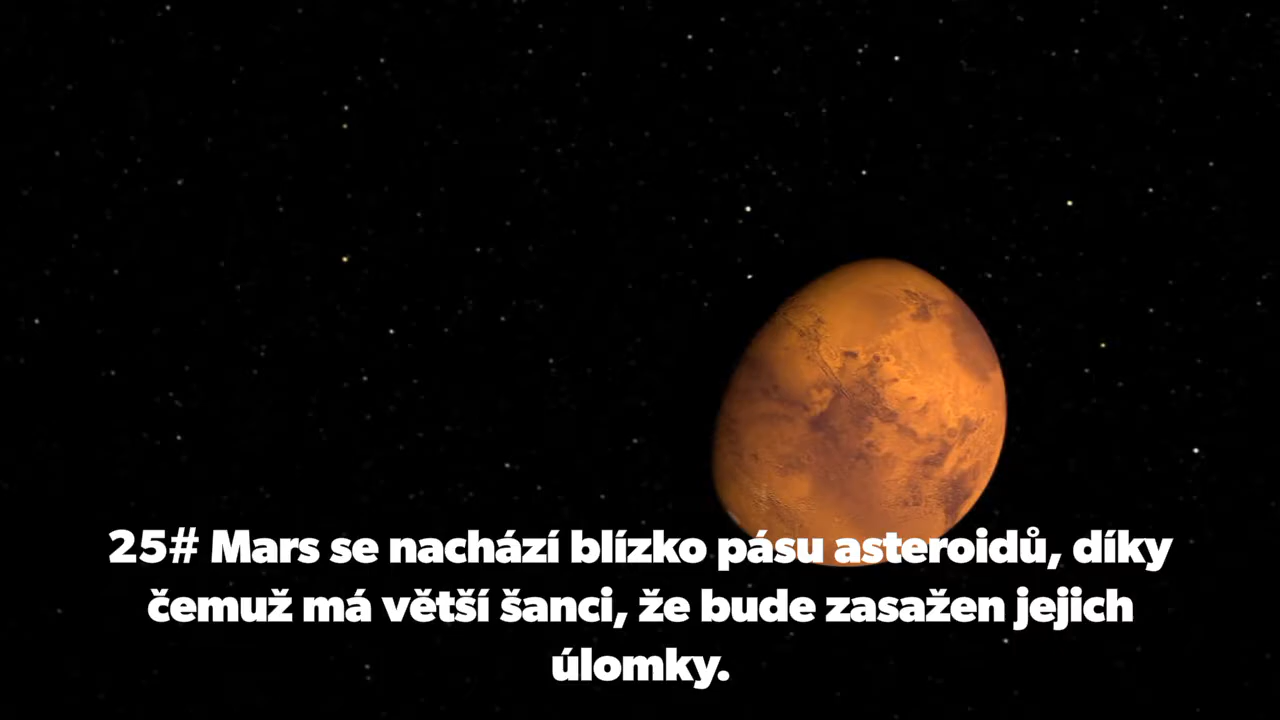 25# Mars se nachází blízko pásu asteroidů, díky
čemuž má větší šanci, že bude zasažen jejich
úlomky.